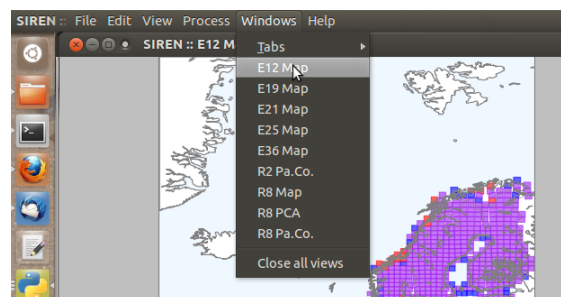 SIREN :: File Edit View Process Windows Help
SIREN :: E12 M
Tabs
E12 Map
E19 Map
E21 Map
E25 Map
E36 Map
R2 Pa.Co.
R8 Map
R8 PCA
R8 Pa.Co.
Close all views